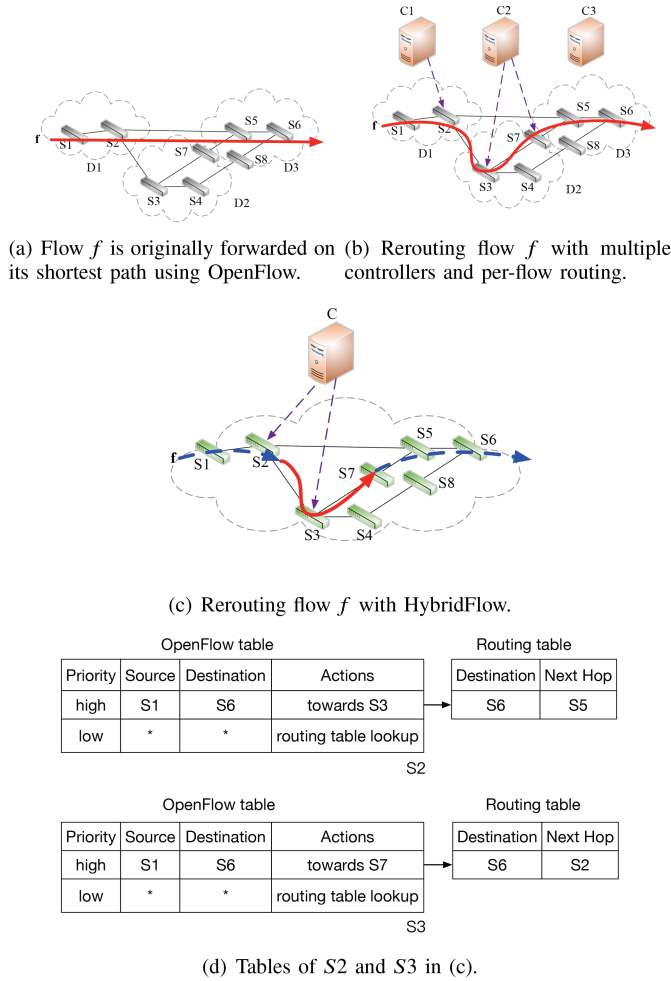 C1 C2 C3
f S1 S2 S5 S6
S7 S8
D1 D3
S3 S4 D2
f S1 S2 S5 S6
S7 S8
D1 D3
S3 S4 D2
(a) Flow f is originally forwarded on
its shortest path using OpenFlow.
(b) Rerouting flow f with multiple
controllers and per-flow routing.
C
f S1 S2 S5 S6
S7 S8
S3 S4
(c) Rerouting flow f with HybridFlow.
OpenFlow table Routing table
Priority Source Destination Actions Destination Next Hop
high S1 S6 towards S3 S6 S5
low * * routing table lookup
S2
OpenFlow table Routing table
Priority Source Destination Actions Destination Next Hop
high S1 S6 towards S7 S6 S2
low * * routing table lookup
S3
(d) Tables of S2 and S3 in (c).